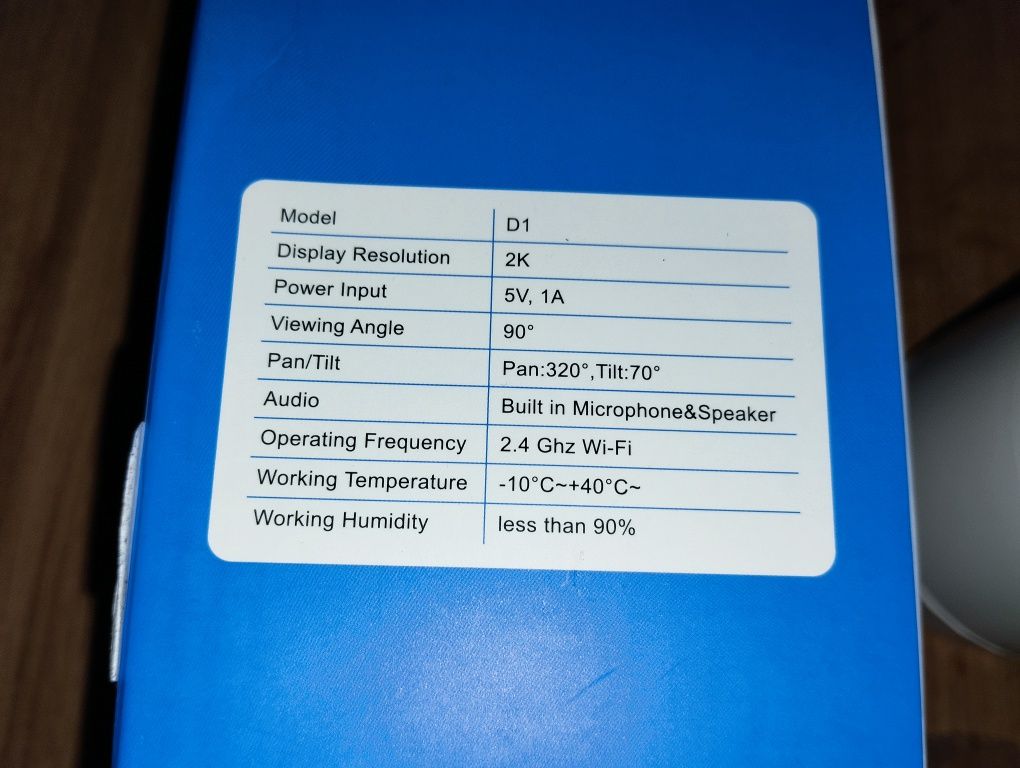 Model D1
Display Resolution 2K
Power Input 5V, 1A
Viewing Angle 90°
Pan/Tilt Pan:320°,Tilt:70°
Audio Built in Microphone&Speaker
Operating Frequency 2.4 Ghz Wi-Fi
Working Temperature -10°C~+40°C~
Working Humidity less than 90%